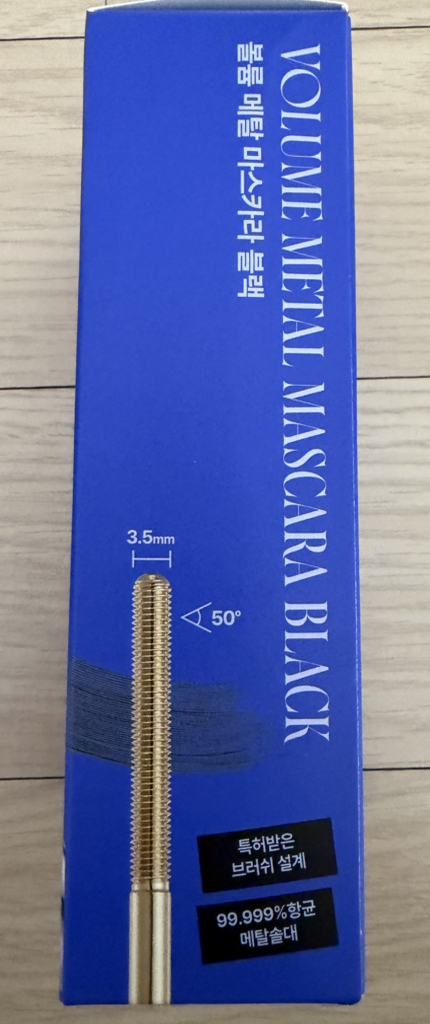 VOLUME METAL MASCARA BLACK
볼륨 메탈 마스카라 블랙
3.5mm
50°
특허받은
브러쉬 설계
99.999%항균
메탈솔대